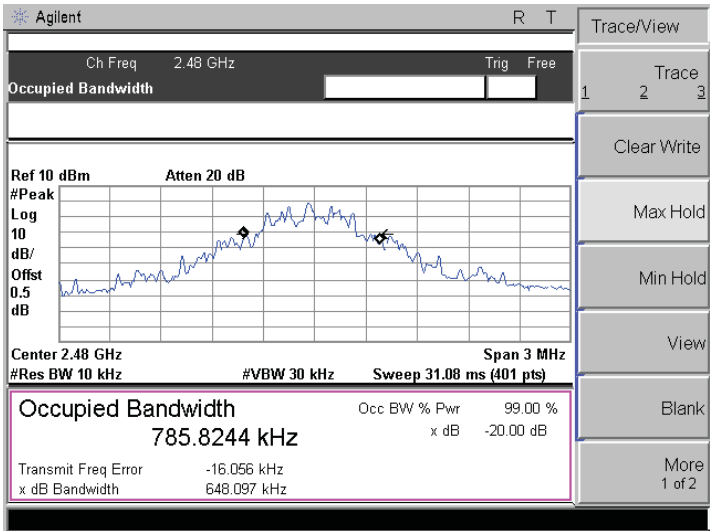 Agilent R T
Trace/View
Ch Freq 2.48 GHz Trig Free
Occupied Bandwidth
Trace
1 2 3
Clear Write
Max Hold
Min Hold
View
Blank
More
1 of 2
Ref 10 dBm Atten 20 dB
#Peak
Log
10
dB/
Offst
0.5
dB
Center 2.48 GHz Span 3 MHz
#Res BW 10 kHz #VBW 30 kHz Sweep 31.08 ms (401 pts)
Occupied Bandwidth Occ BW % Pwr 99.00 %
785.8244 kHz x dB -20.00 dB
Transmit Freq Error -16.056 kHz
x dB Bandwidth 648.097 kHz